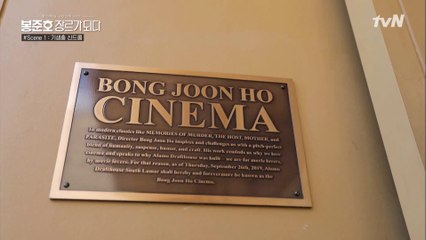 봉준호 장르가되다
#Scene 1 : 기생충 신드롬
tvN
BONG JOON HO
CINEMA
In modern classics like MEMORIES OF MURDER, THE HOST, MOTHER, and
PARASITE, Director Bong Joon Ho inspires and challenges us with a pitch-perfect
blend of humanity, suspense, humor, and craft. His work reminds us why we love
cinema and speaks to why Alamo Drafthouse was built - we are for movie lovers,
by movie lovers. For that reason, as of Thursday, September 26th, 2019, Alamo
Drafthouse South Lamar shall hereby and forevermore be known as the
Bong Joon Ho Cinema.